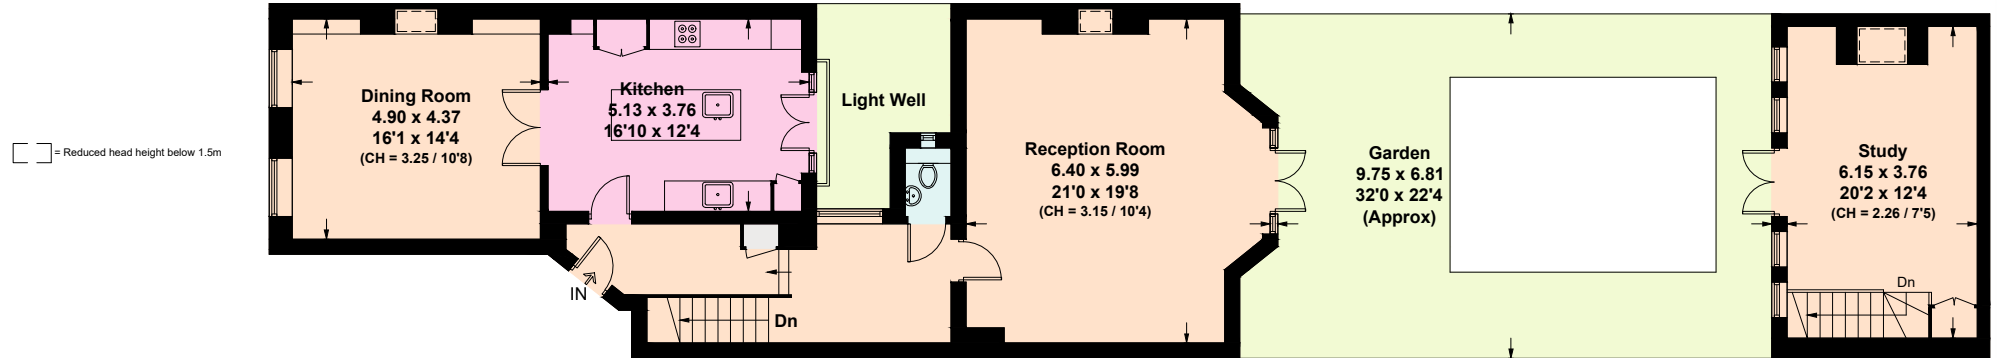 = Reduced head height below 1.5m
Dining Room
4.90 x 4.37
16'1 x 14'4
(CH = 3.25 / 10'8)
Kitchen
5.13 x 3.76
16'10 x 12'4
Light Well
Reception Room
6.40 x 5.99
21'0 x 19'8
(CH = 3.15 / 10'4)
Garden
9.75 x 6.81
32'0 x 22'4
(Approx)
Study
6.15 x 3.76
20'2 x 12'4
(CH = 2.26 / 7'5)
IN
Dn
Dn